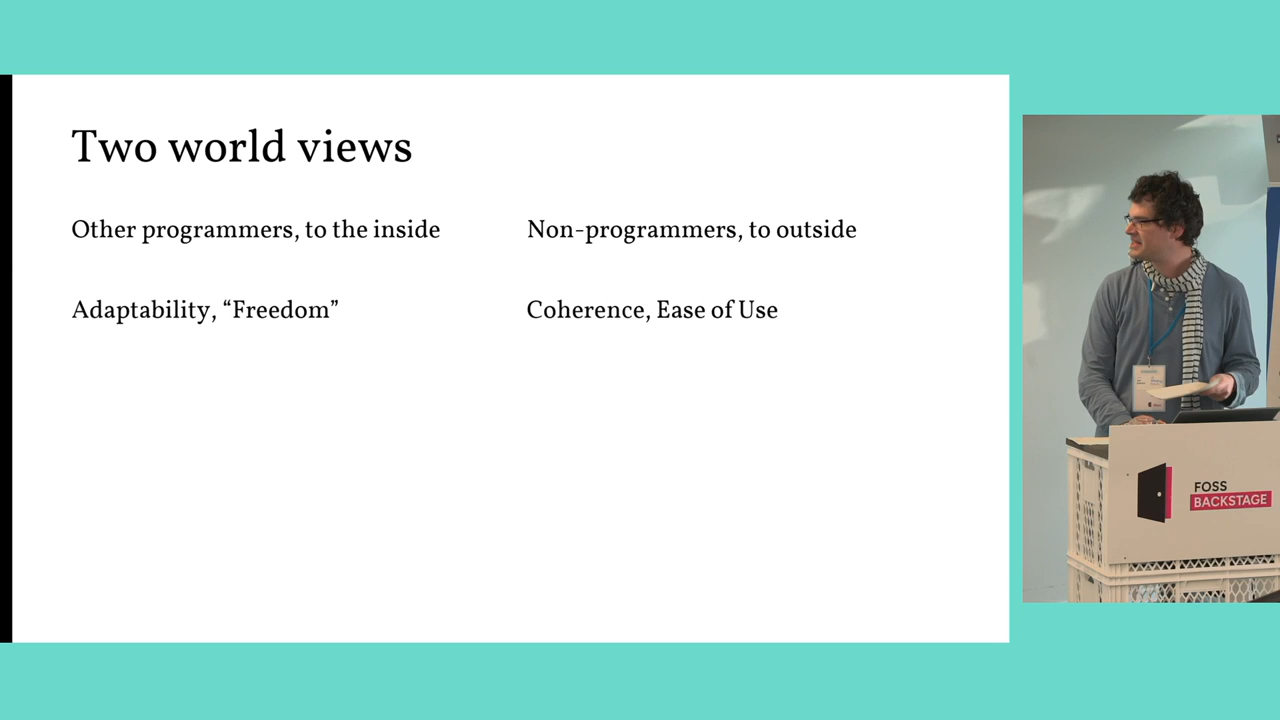 Two world views
Other programmers, to the inside
Non-programmers, to outside
Adaptability, “Freedom”
Coherence, Ease of Use
FOSS
BACKSTAGE